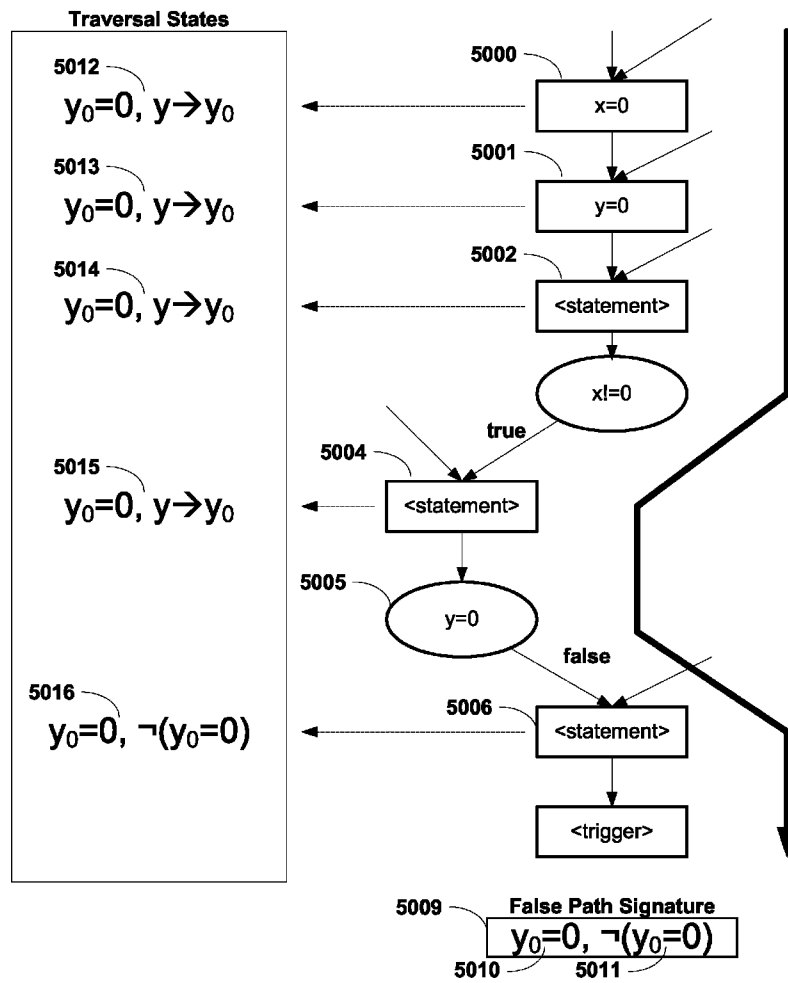 Traversal States
5012
y₀=0, y→y₀
5000
x=0
5013
y₀=0, y→y₀
5001
y=0
5014
y₀=0, y→y₀
5002
<statement>
x!=0
true
5015
y₀=0, y→y₀
5004
<statement>
5005
y=0
false
5016
y₀=0, ¬(y₀=0)
5006
<statement>
<trigger>
5009
False Path Signature
y₀=0, ¬(y₀=0)
5010
5011